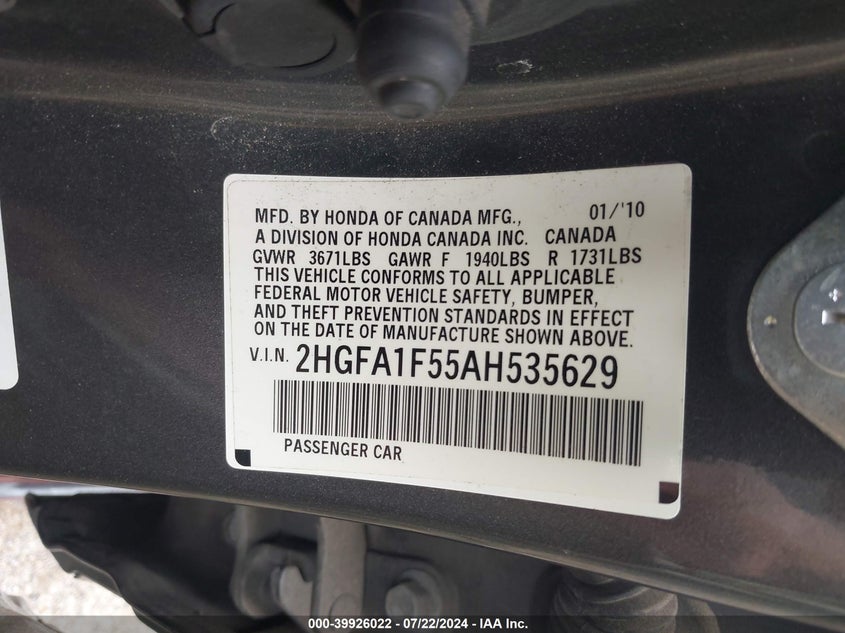 MFD. BY HONDA OF CANADA MFG., 01/'10
A DIVISION OF HONDA CANADA INC. CANADA
GVWR 3671LBS GAWR F 1940LBS R 1731LBS
THIS VEHICLE CONFORMS TO ALL APPLICABLE
FEDERAL MOTOR VEHICLE SAFETY, BUMPER,
AND THEFT PREVENTION STANDARDS IN EFFECT
ON THE DATE OF MANUFACTURE SHOWN ABOVE.
V.I.N. 2HGFA1F55AH535629
PASSENGER CAR
STOCK #: 39926022 - 07/22/2024 - IAA Inc.